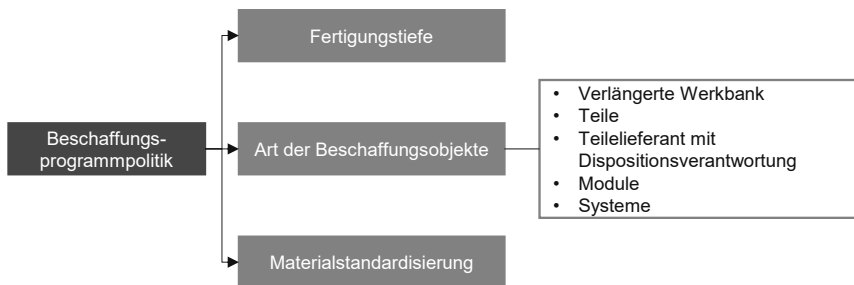 Fertigungstiefe
Beschaffungs-
programmpolitik
Art der Beschaffungsobjekte
• Verlängerte Werkbank
• Teile
• Teilelieferant mit
Dispositionsverantwortung
• Module
• Systeme
Materialstandardisierung